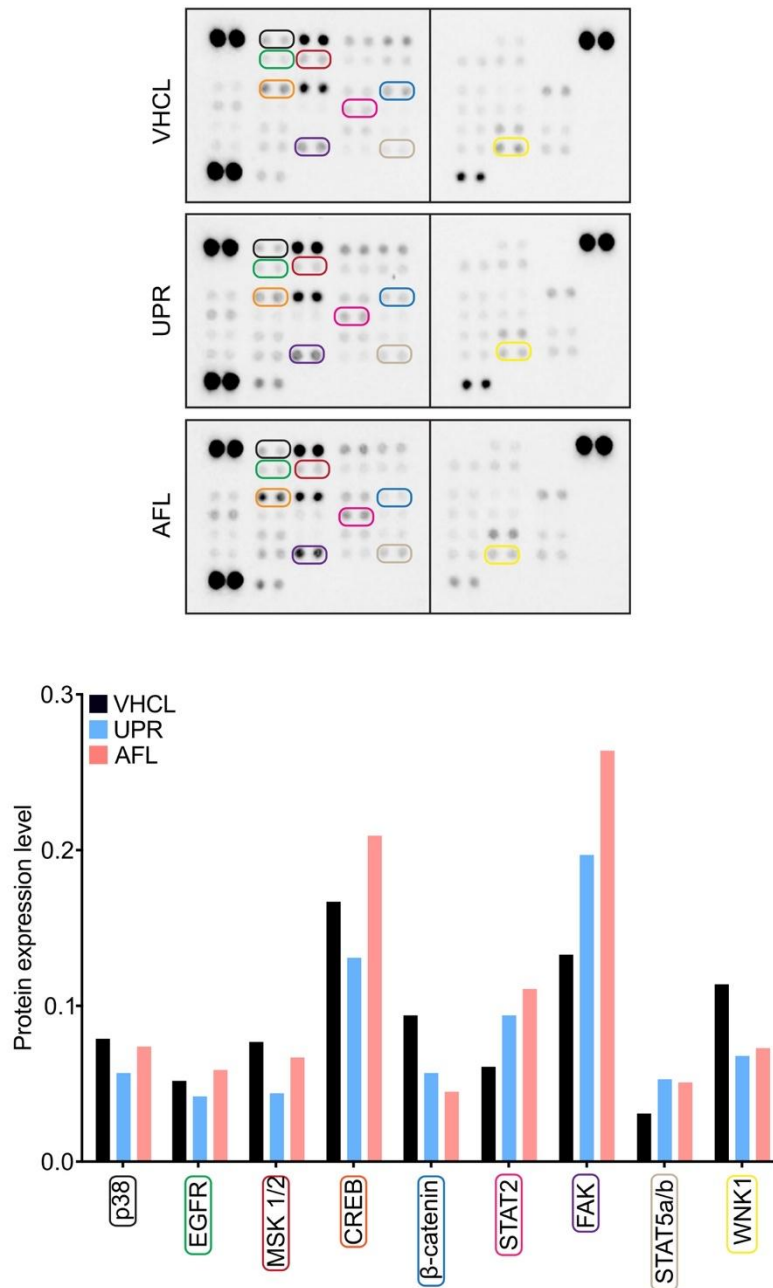 VHCL
UPR
AFL
0.3
VHCL
UPR
AFL
0.2
0.1
0.0
Protein expression level
p38
EGFR
MSK 1/2
CREB
β-catenin
STAT2
FAK
STAT5a/b
WNK1